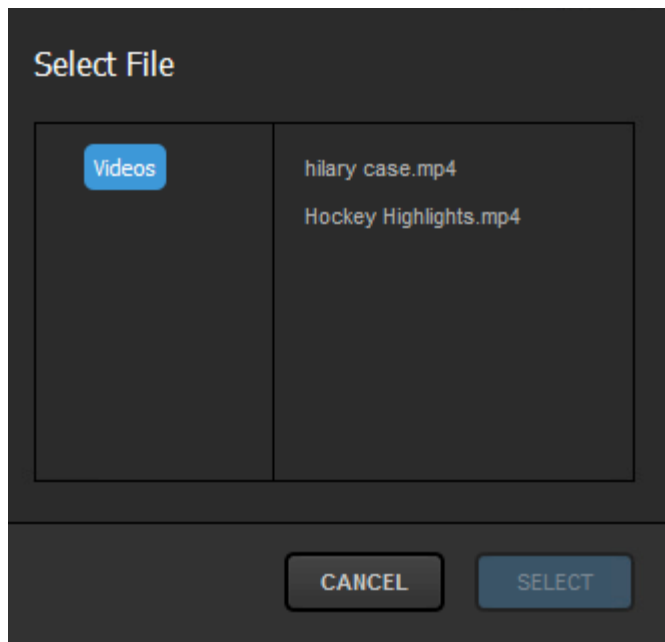 Select File
Videos
hilary case.mp4
Hockey Highlights.mp4
CANCEL
SELECT